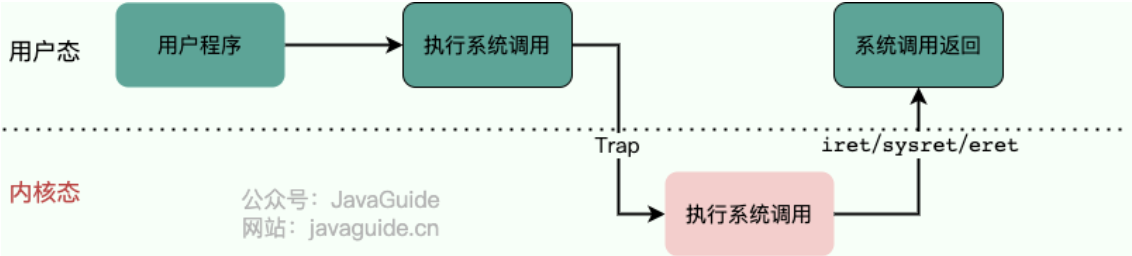 用户态
用户程序
执行系统调用
系统调用返回
Trap
iret/sysret/eret
内核态
执行系统调用
公众号：JavaGuide
网站：javaguide.cn